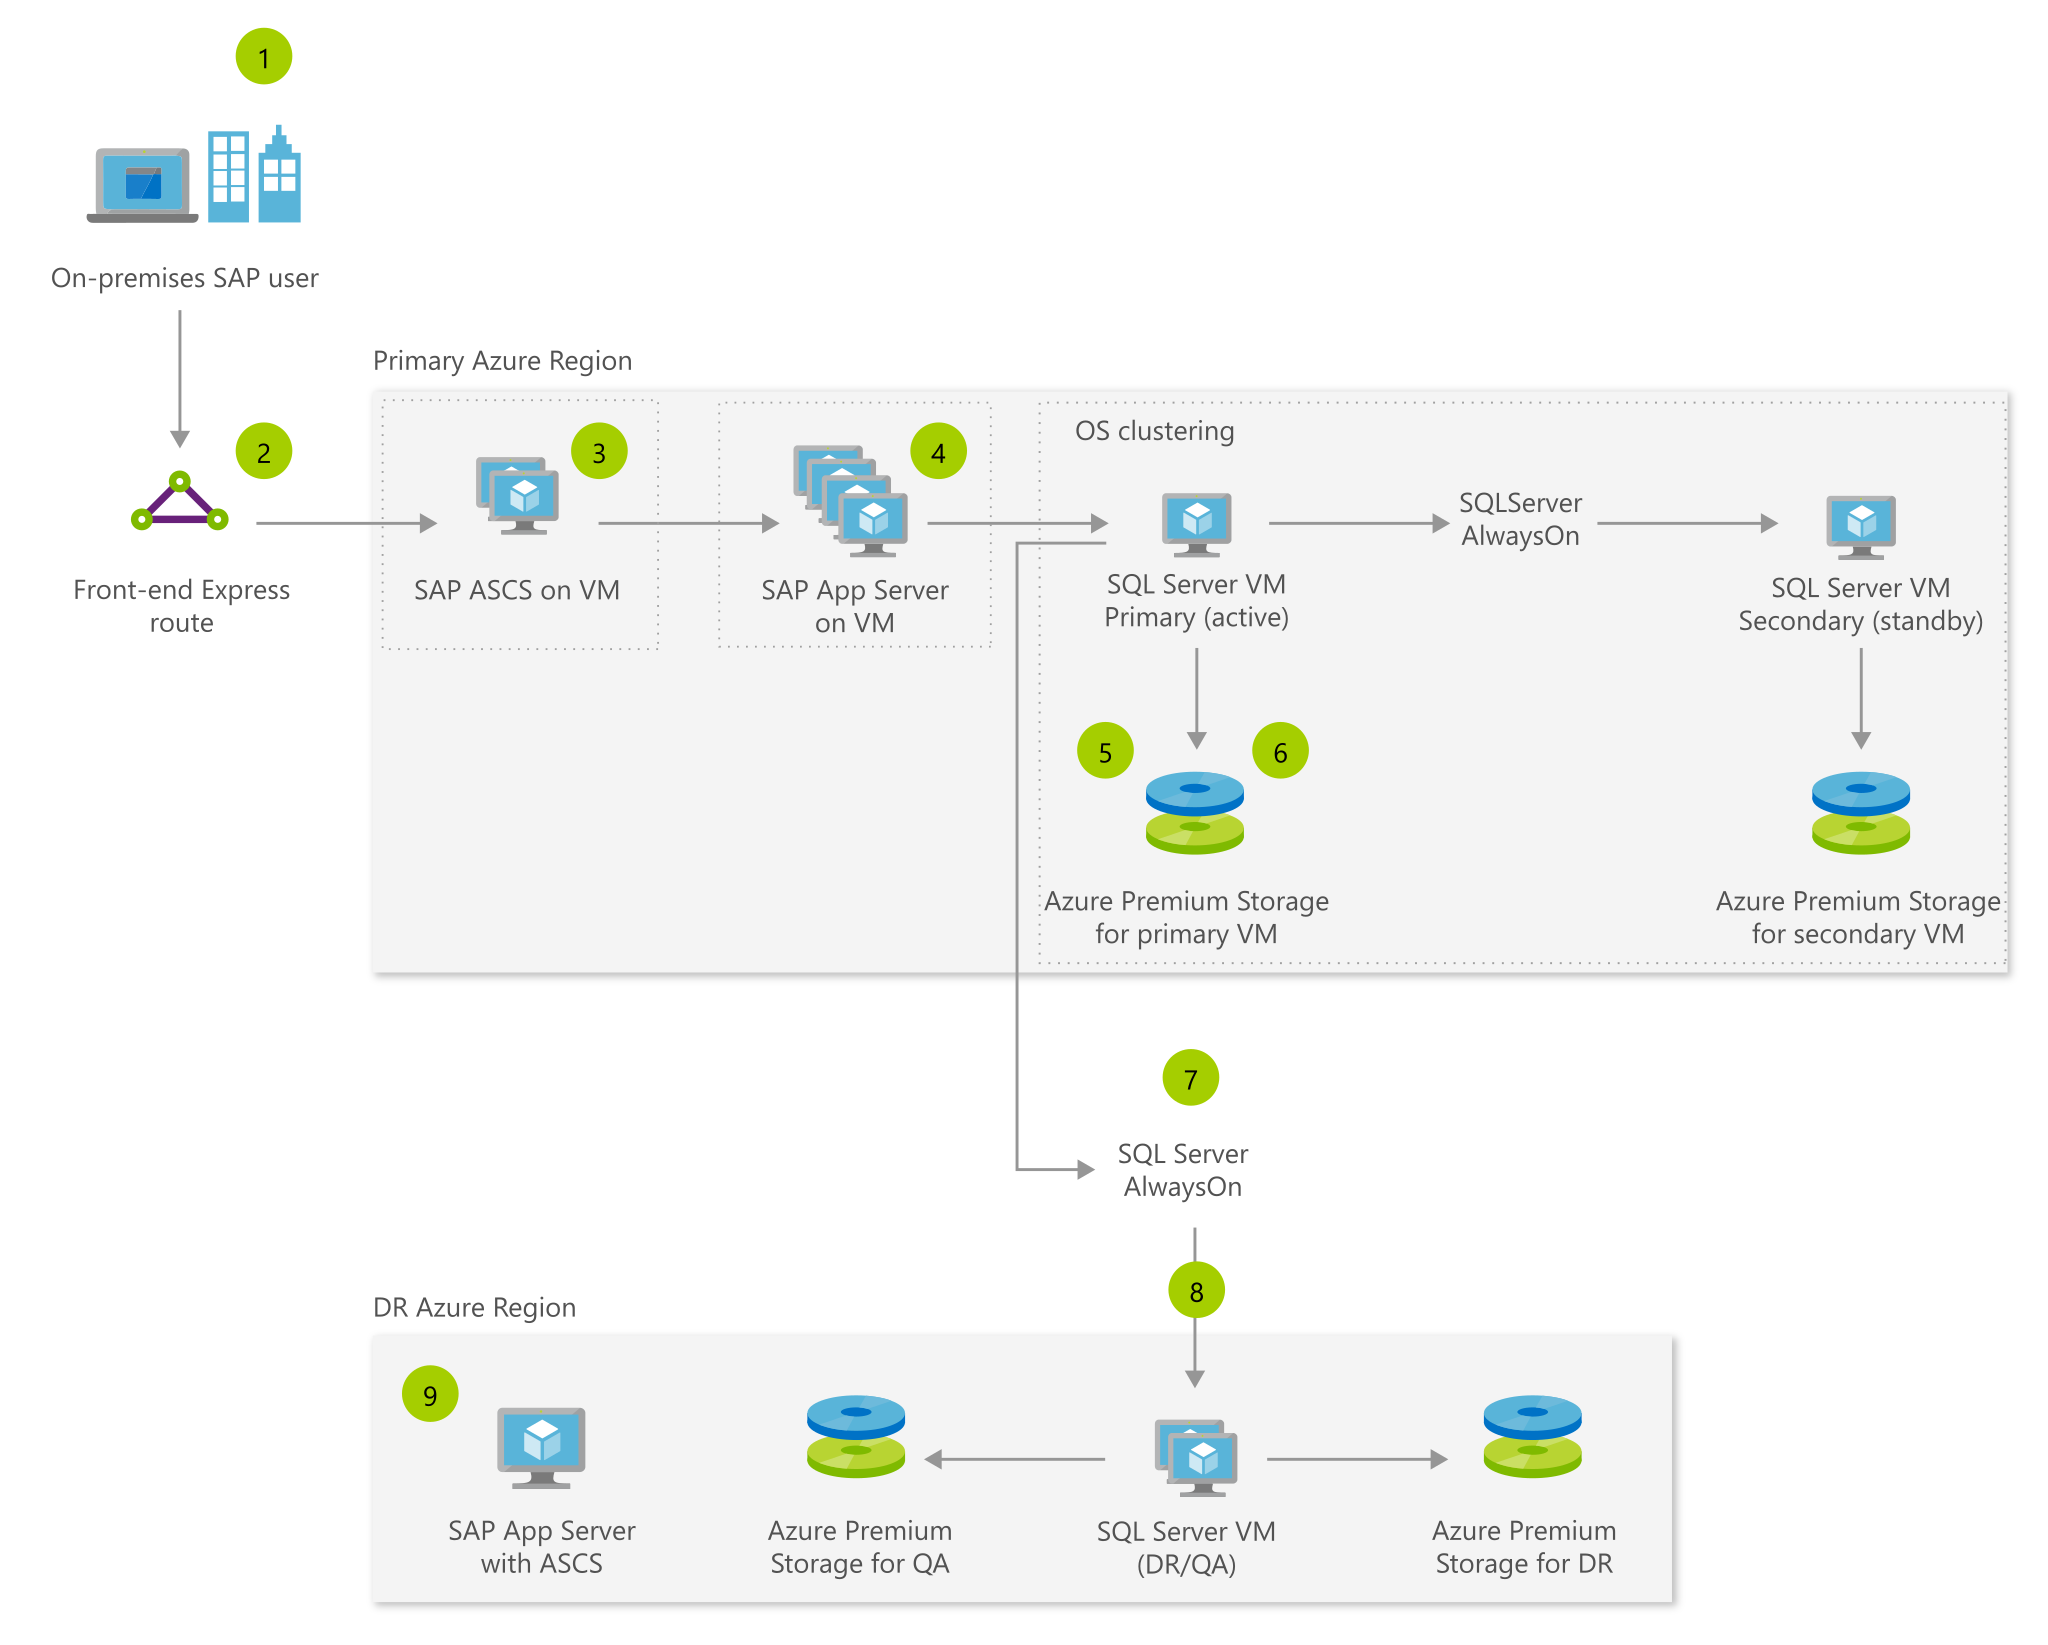 1
On-premises SAP user
Primary Azure Region
2
Front-end Express
route
3
SAP ASCS on VM
4
SAP App Server
on VM
OS clustering
SQL Server VM
Primary (active)
SQLServer
AlwaysOn
SQL Server VM
Secondary (standby)
5
6
Azure Premium Storage
for primary VM
Azure Premium Storage
for secondary VM
7
SQL Server
AlwaysOn
8
DR Azure Region
9
SAP App Server
with ASCS
Azure Premium
Storage for QA
SQL Server VM
(DR/QA)
Azure Premium
Storage for DR